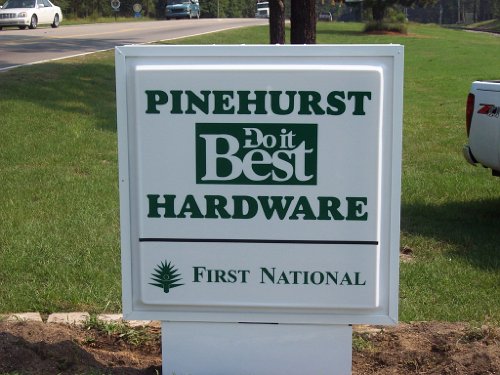 PINEHURST
Do it
Best
HARDWARE
FIRST NATIONAL